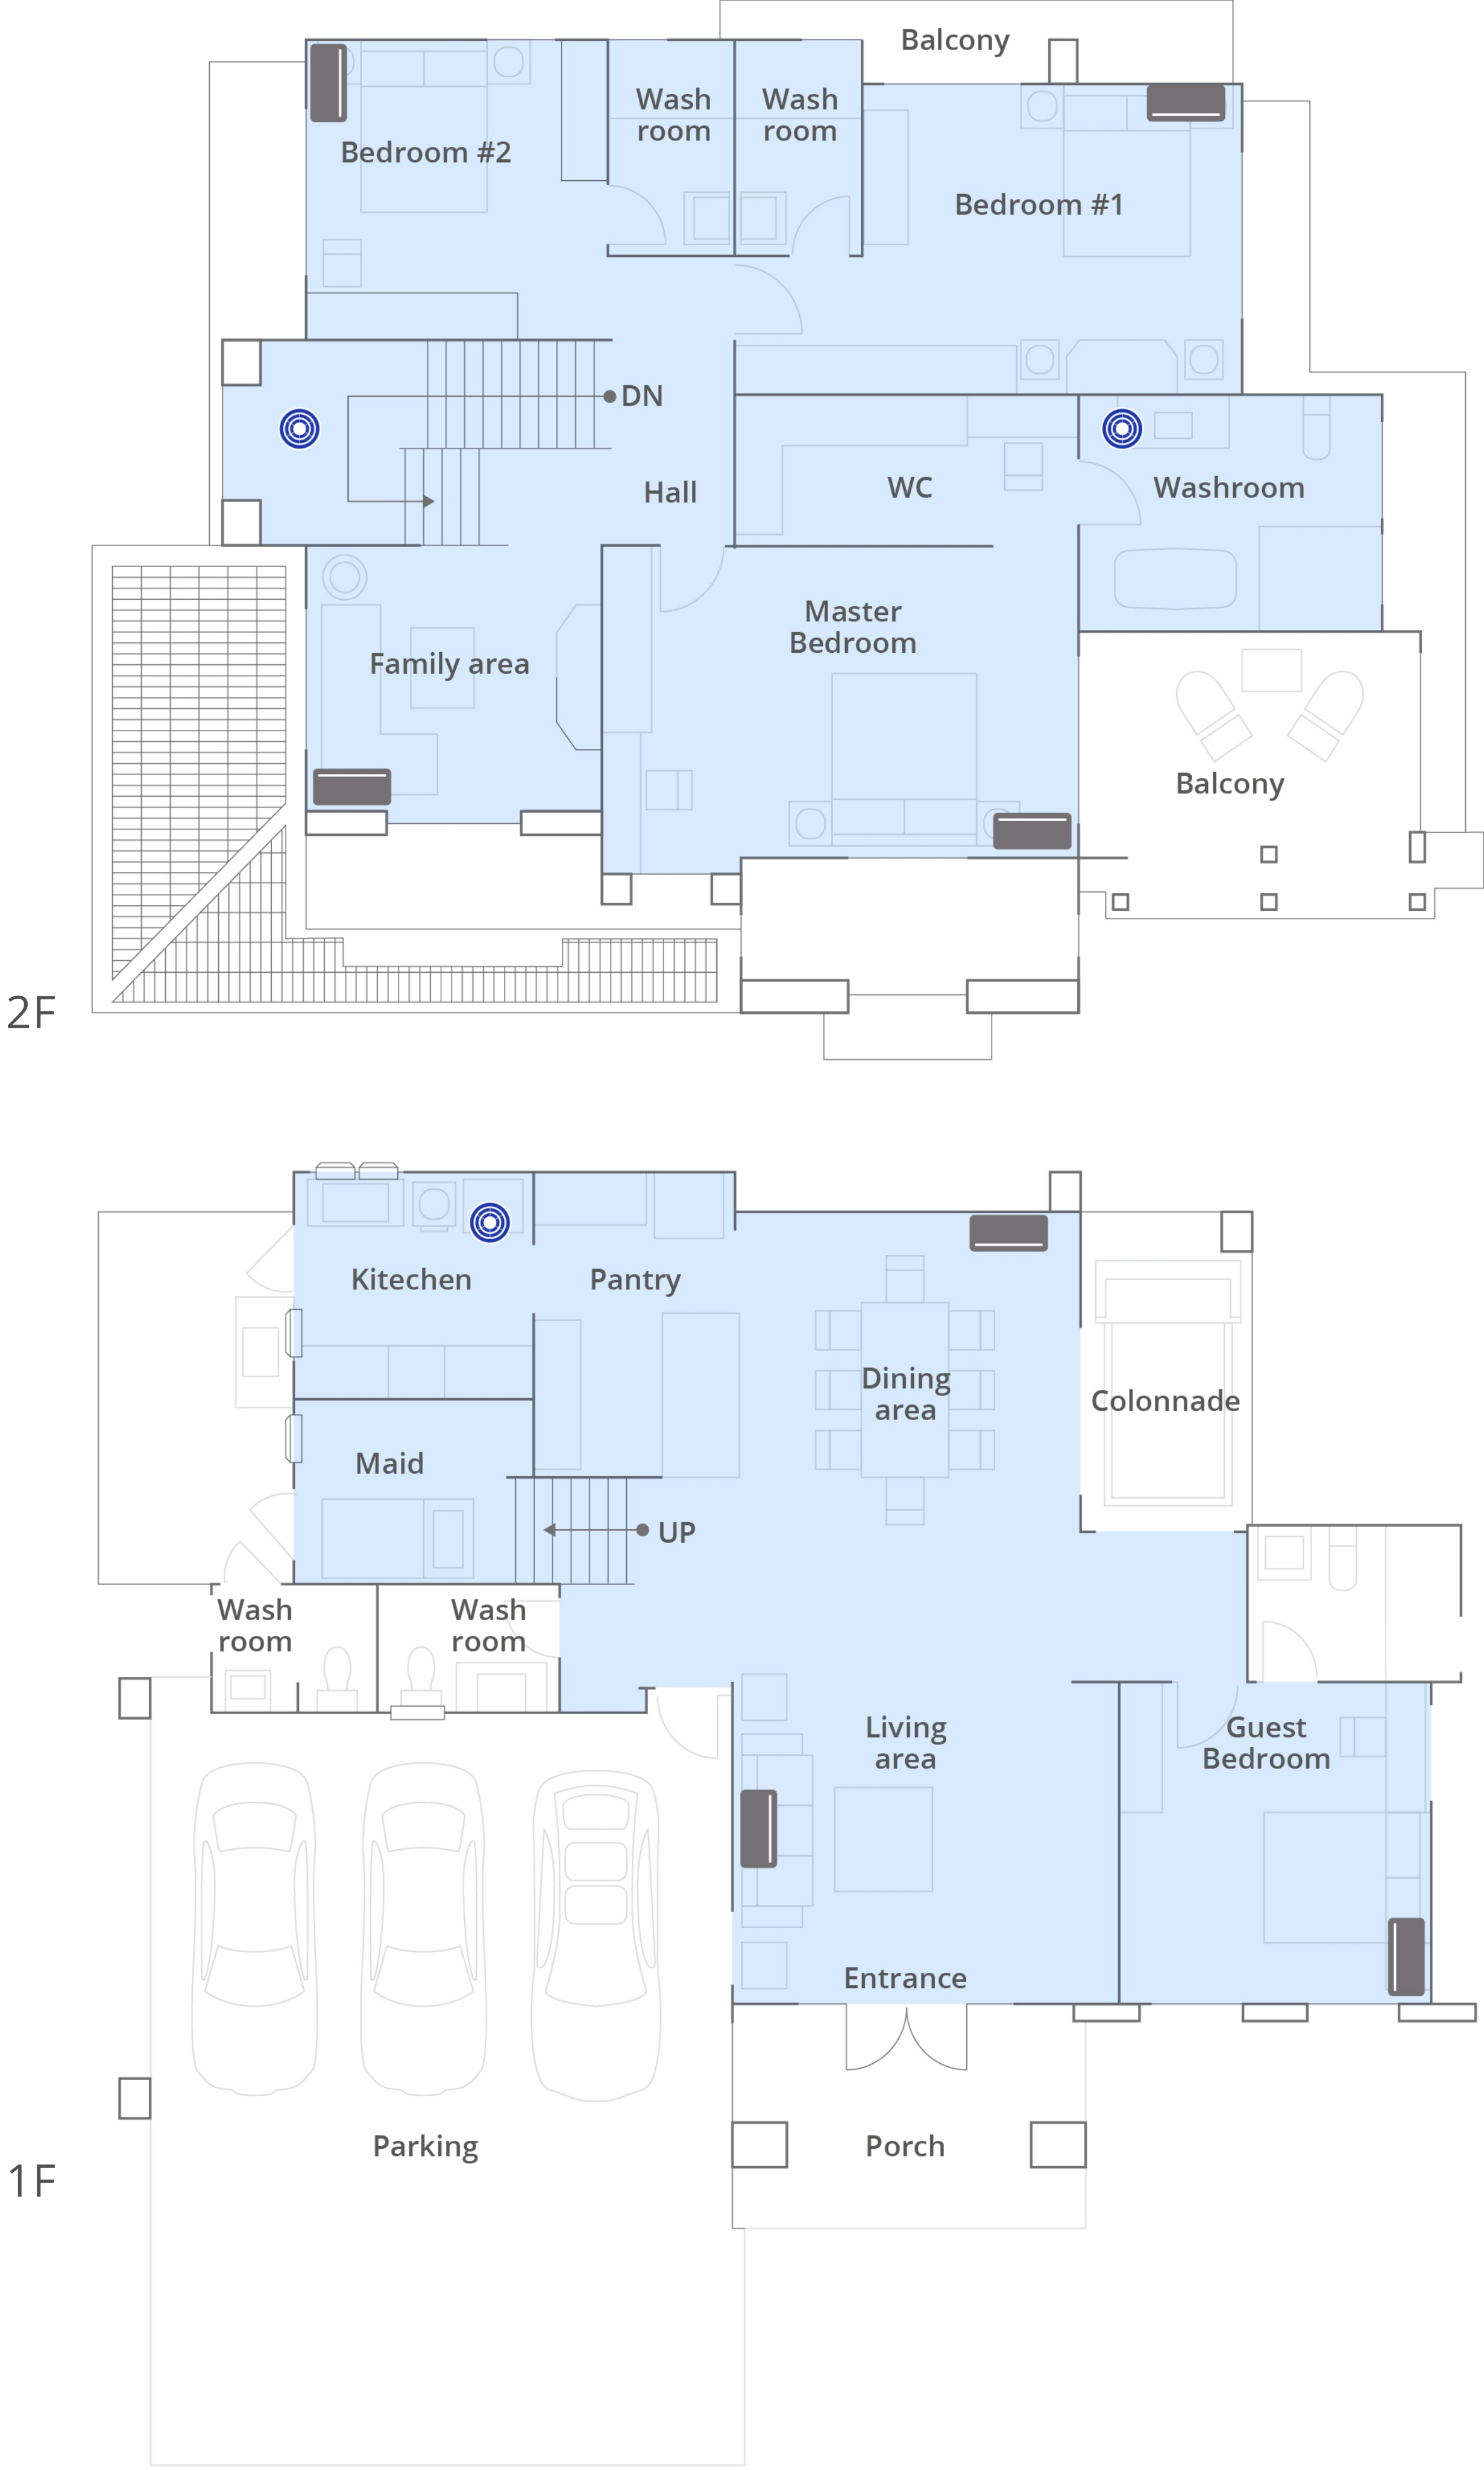 Balcony
Wash
room
Wash
room
Bedroom #2
Bedroom #1
DN
Hall
WC
Washroom
Master
Bedroom
Family area
Balcony
2F
Kitechen
Pantry
Dining
area
Colonnade
Maid
UP
Wash
room
Wash
room
Living
area
Guest
Bedroom
Entrance
Parking
Porch
1F